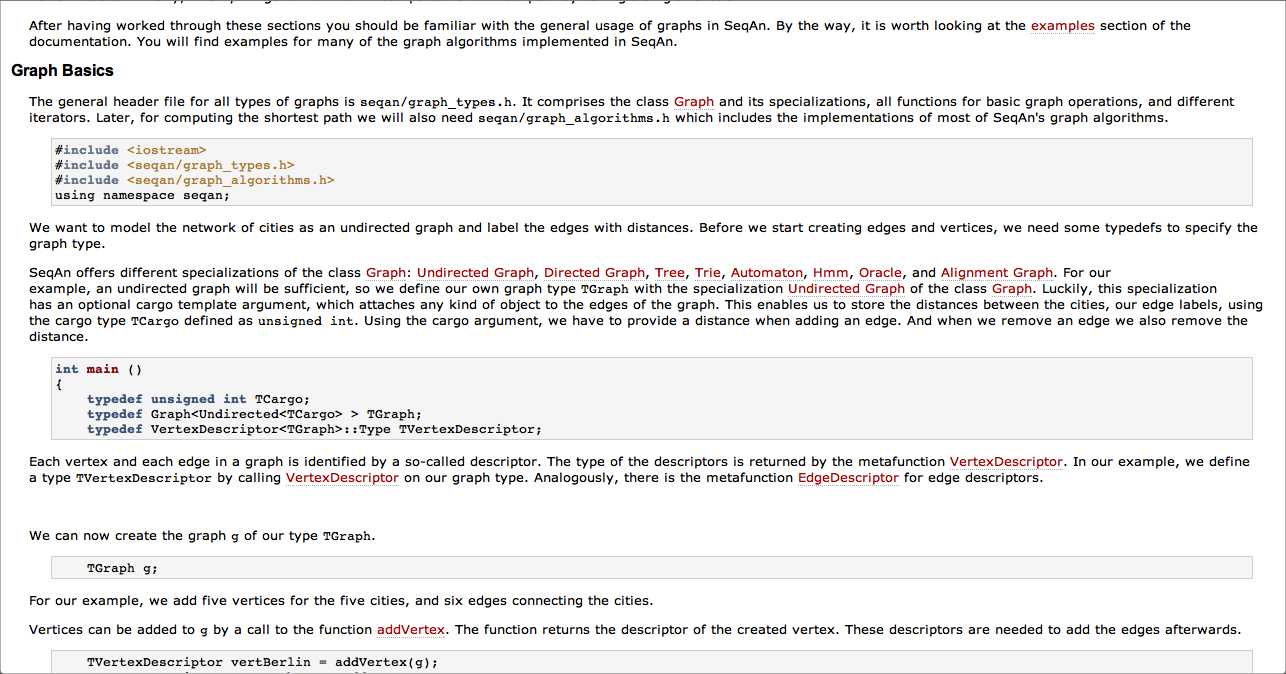 After having worked through these sections you should be familiar with the general usage of graphs in SeqAn. By the way, it is worth looking at the examples section of the
documentation. You will find examples for many of the graph algorithms implemented in SeqAn.
Graph Basics
The general header file for all types of graphs is seqan/graph_types.h. It comprises the class Graph and its specializations, all functions for basic graph operations, and different
iterators. Later, for computing the shortest path we will also need seqan/graph_algorithms.h which includes the implementations of most of SeqAn's graph algorithms.
#include <iostream>
#include <seqan/graph_types.h>
#include <seqan/graph_algorithms.h>
using namespace seqan;
We want to model the network of cities as an undirected graph and label the edges with distances. Before we start creating edges and vertices, we need some typedefs to specify the
graph type.
SeqAn offers different specializations of the class Graph: Undirected Graph, Directed Graph, Tree, Trie, Automaton, Hmm, Oracle, and Alignment Graph. For our
example, an undirected graph will be sufficient, so we define our own graph type TGraph with the specialization Undirected Graph of the class Graph. Luckily, this specialization
has an optional cargo template argument, which attaches any kind of object to the edges of the graph. This enables us to store the distances between the cities, our edge labels, using
the cargo type TCargo defined as unsigned int. Using the cargo argument, we have to provide a distance when adding an edge. And when we remove an edge we also remove the
distance.
int main ()
{
typedef unsigned int TCargo;
typedef Graph<Undirected<TCargo> > TGraph;
typedef VertexDescriptor<TGraph>::Type TVertexDescriptor;
Each vertex and each edge in a graph is identified by a so-called descriptor. The type of the descriptors is returned by the metafunction VertexDescriptor. In our example, we define
a type TVertexDescriptor by calling VertexDescriptor on our graph type. Analogously, there is the metafunction EdgeDescriptor for edge descriptors.
We can now create the graph g of our type TGraph.
TGraph g;
For our example, we add five vertices for the five cities, and six edges connecting the cities.
Vertices can be added to g by a call to the function addVertex. The function returns the descriptor of the created vertex. These descriptors are needed to add the edges afterwards.
TVertexDescriptor vertBerlin = addVertex(g);